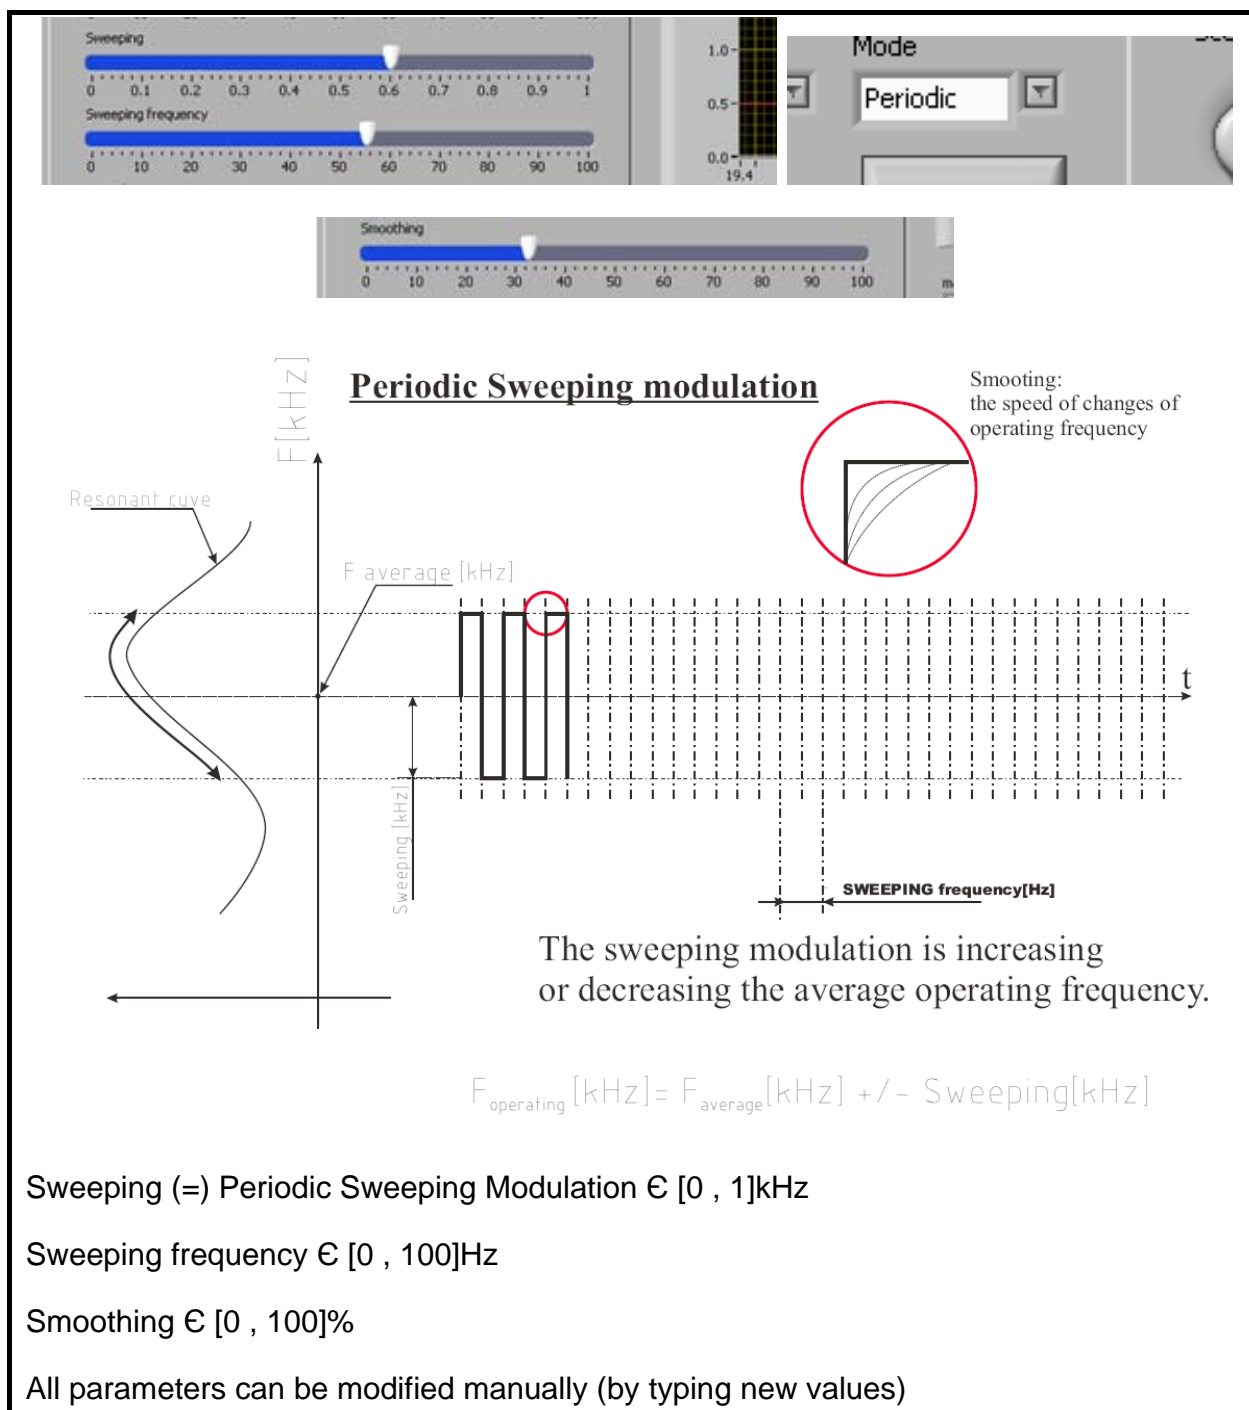 Sweeping
0 0.1 0.2 0.3 0.4 0.5 0.6 0.7 0.8 0.9 1
Sweeping frequency
0 10 20 30 40 50 60 70 80 90 100
1.0
0.5
0.0
19.4
Mode
Periodic
Smoothing
0 10 20 30 40 50 60 70 80 90 100
F[kHz]
Periodic Sweeping modulation
Smooting:
the speed of changes of
operating frequency
Resonant cuve
F average [kHz]
t
Sweeping [kHz]
SWEEPING frequency[Hz]
The sweeping modulation is increasing
or decreasing the average operating frequency.
F operating [kHz]= F average[kHz] +/- Sweeping[kHz]
Sweeping (=) Periodic Sweeping Modulation Є [0 , 1]kHz
Sweeping frequency Є [0 , 100]Hz
Smoothing Є [0 , 100]%
All parameters can be modified manually (by typing new values)